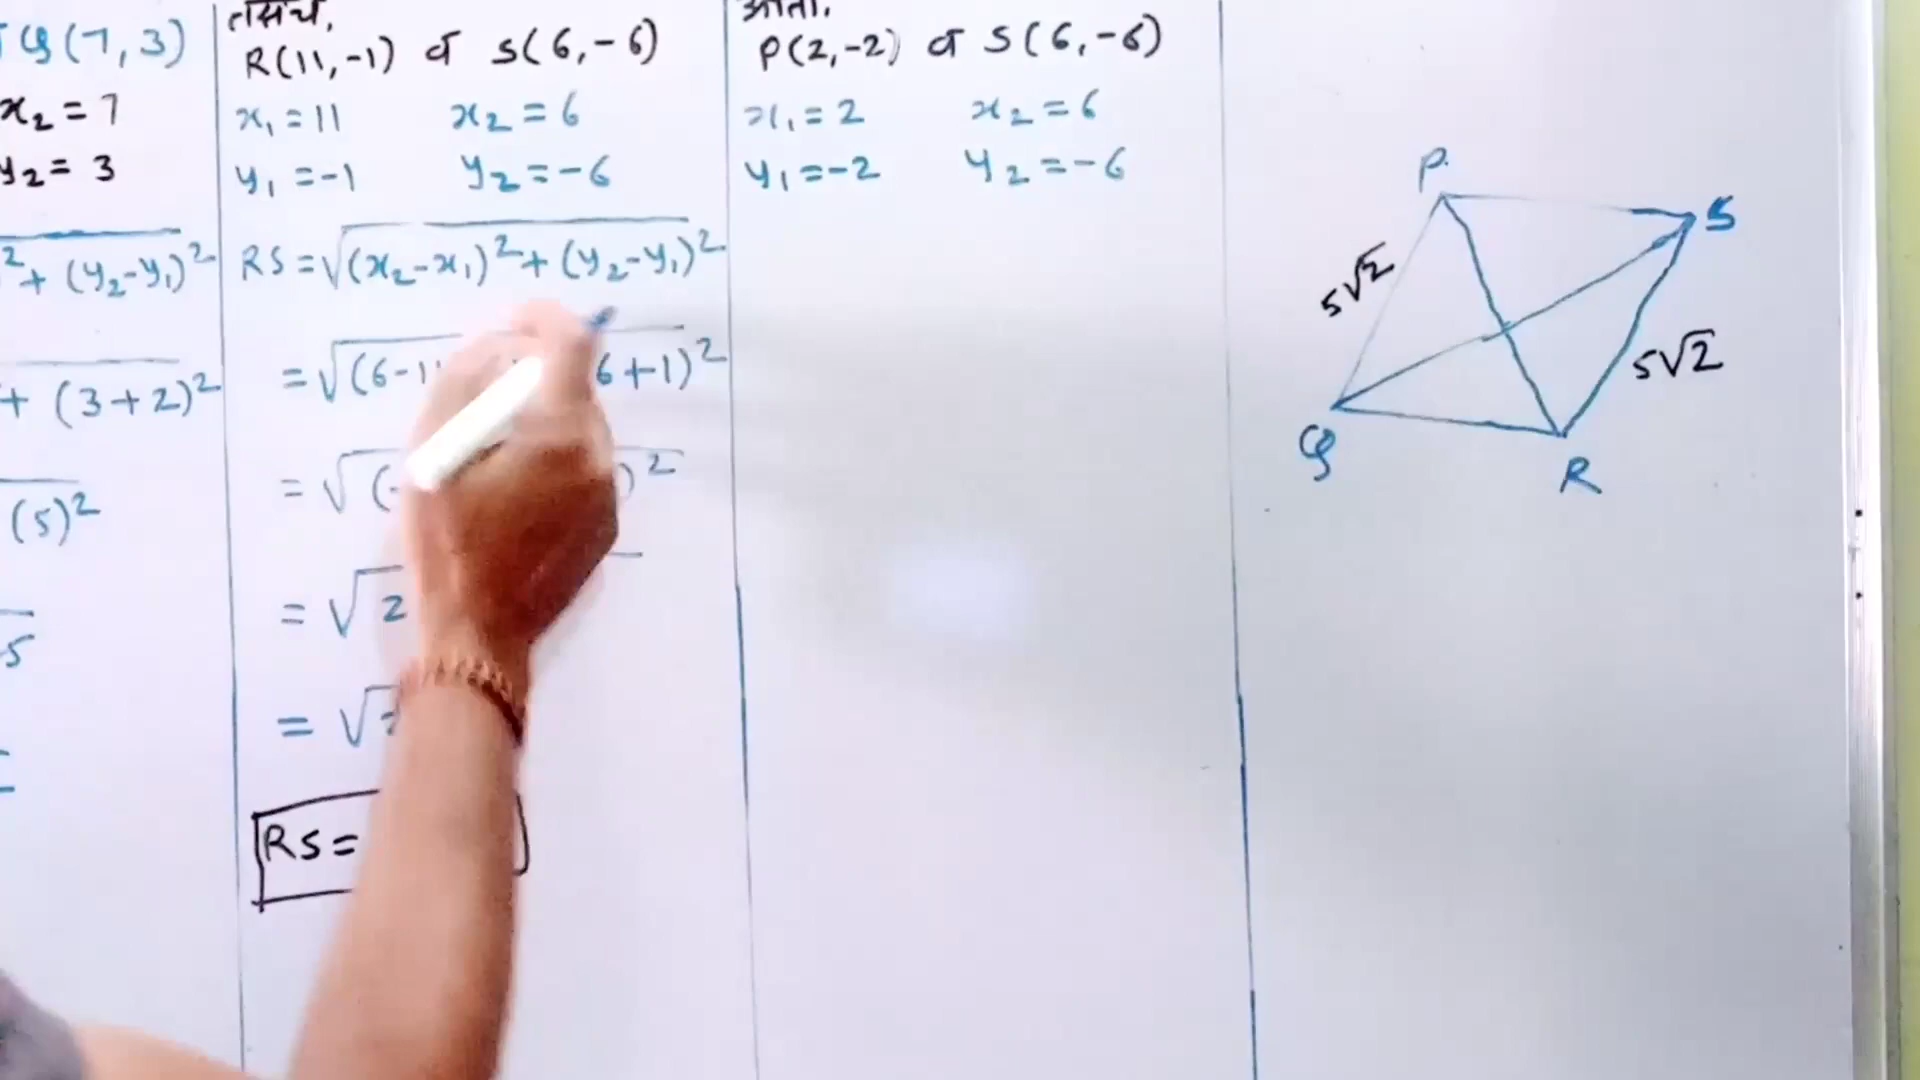 Q(7,3)
x₂ = 7
y₂ = 3
² + (y₂-y₁)²
+ (3+2)²
(5)²
5
तसेच,
R(11,-1) व S(6,-6)
x₁ = 11 x₂ = 6
y₁ = -1 y₂ = -6
RS = √(x₂-x₁)² + (y₂-y₁)²
= √(6-1 6+1)²
= √( )²
= √2
= √
RS =
P(2,-2) व S(6,-6)
x₁ = 2 x₂ = 6
y₁ = -2 y₂ = -6
P
S
5√2
5√2
Q
R